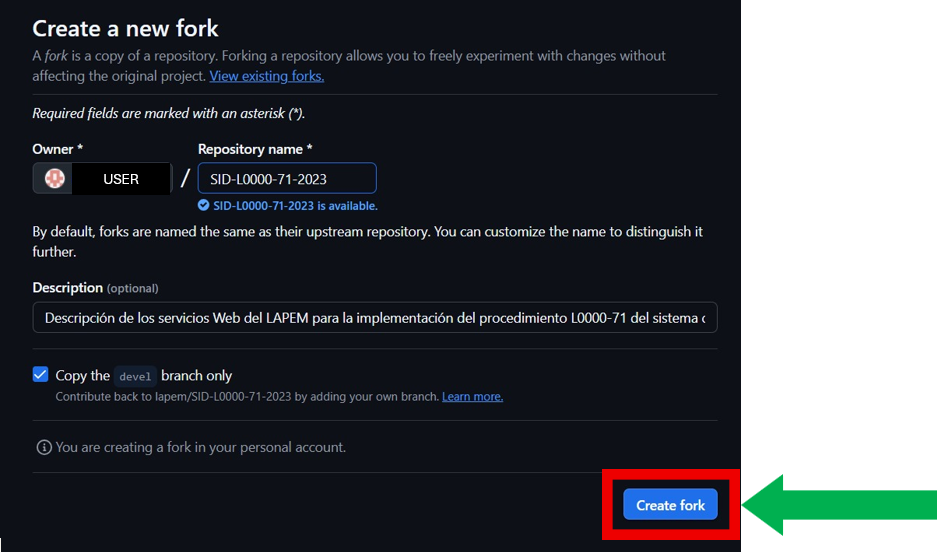 Create a new fork
A fork is a copy of a repository. Forking a repository allows you to freely experiment with changes without
affecting the original project. View existing forks.
Required fields are marked with an asterisk (*).
Owner *
Repository name *
USER / SID-L0000-71-2023
SID-L0000-71-2023 is available.
By default, forks are named the same as their upstream repository. You can customize the name to distinguish it
further.
Description (optional)
Descripción de los servicios Web del LAPEM para la implementación del procedimiento L0000-71 del sistema
Copy the devel branch only
Contribute back to lapem/SID-L0000-71-2023 by adding your own branch. Learn more.
You are creating a fork in your personal account.
Create fork